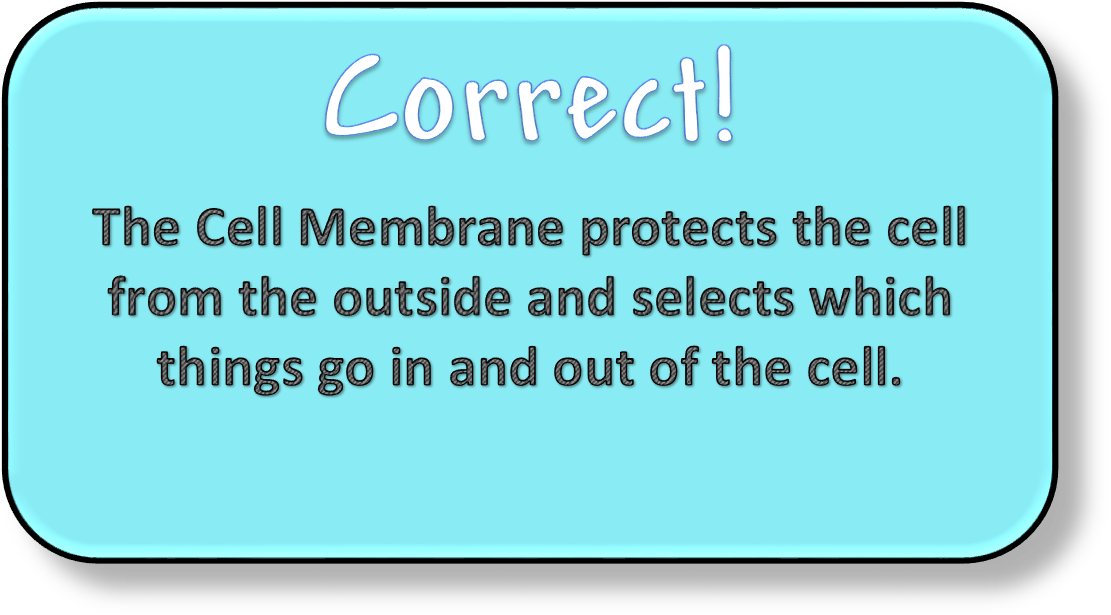 Correct!
The Cell Membrane protects the cell
from the outside and selects which
things go in and out of the cell.